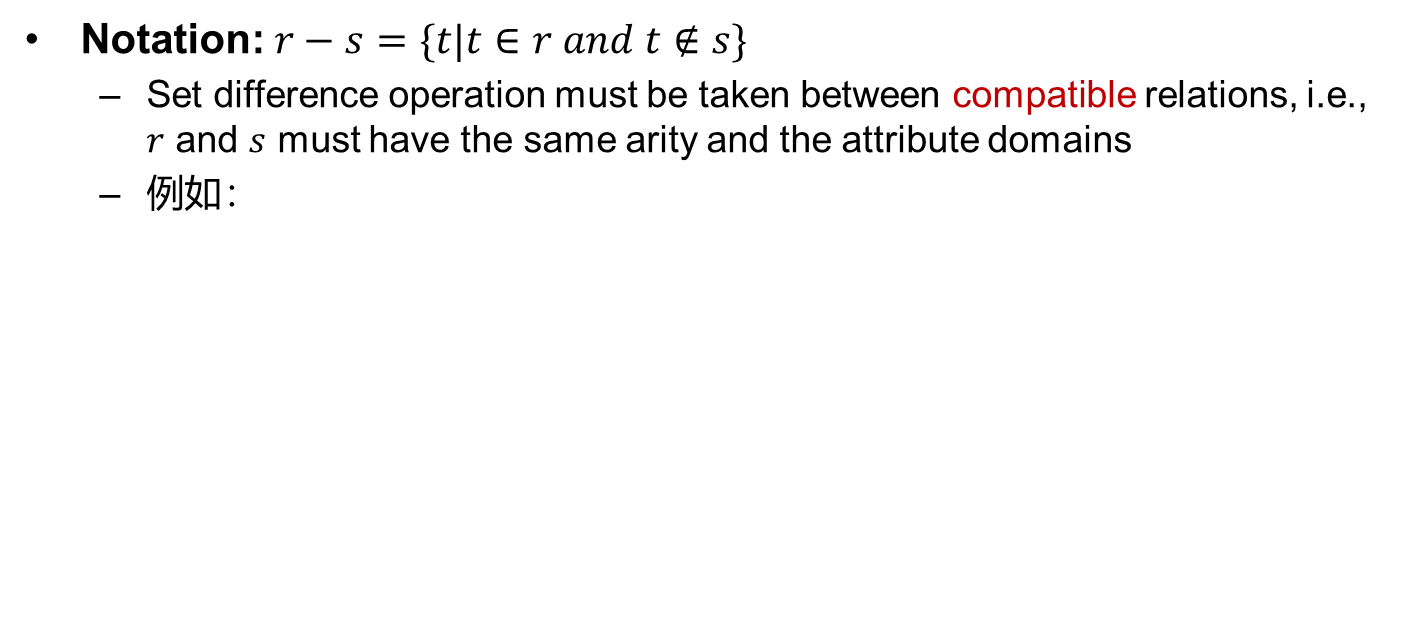 • Notation: r − s = {t|t ∈ r and t ∉ s}
– Set difference operation must be taken between compatible relations, i.e.,
r and s must have the same arity and the attribute domains
– 例如：